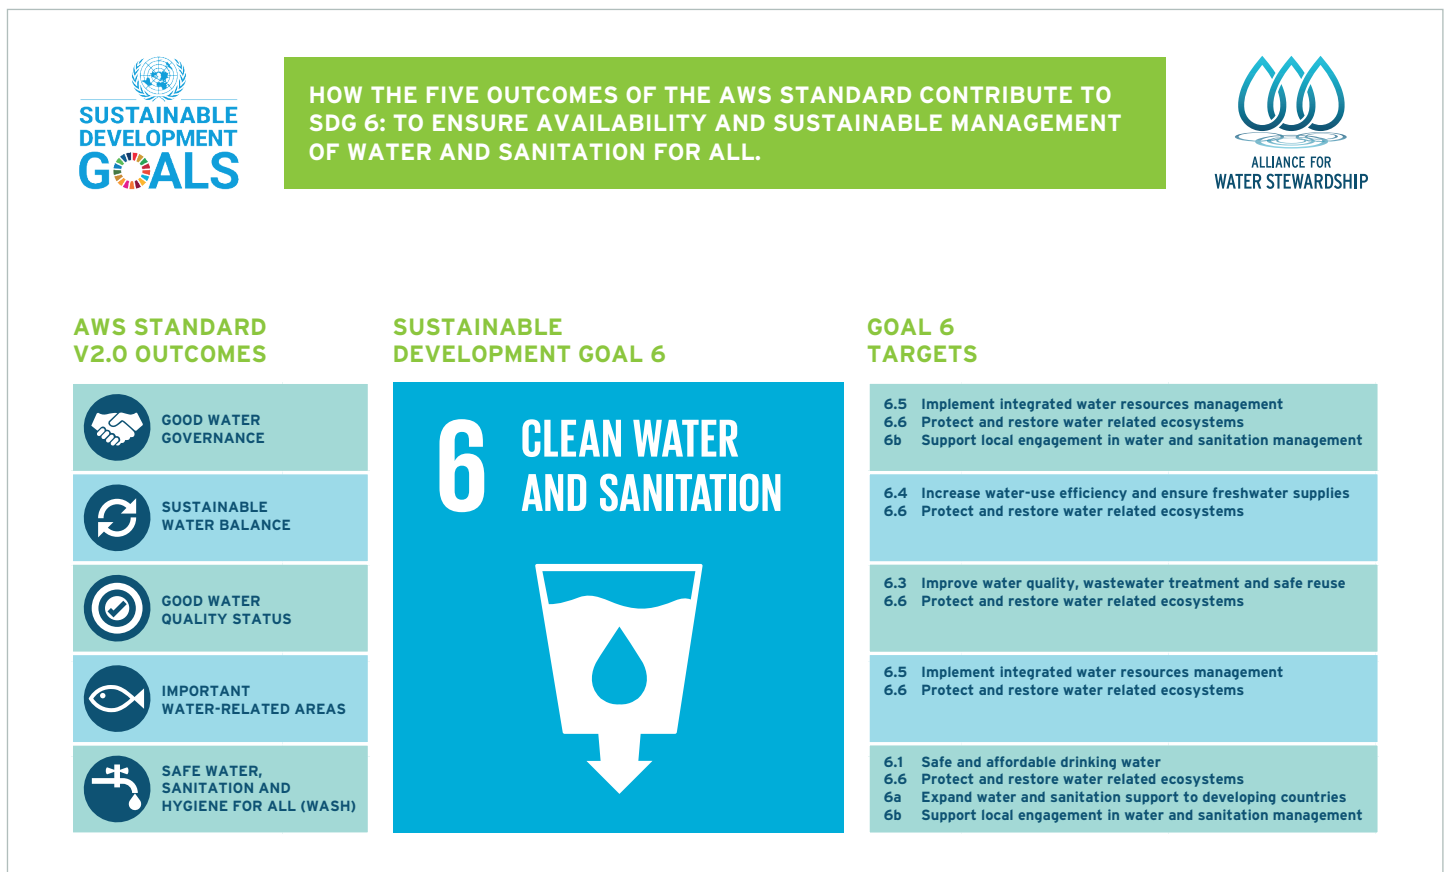 SUSTAINABLE
DEVELOPMENT
GOALS
HOW THE FIVE OUTCOMES OF THE AWS STANDARD CONTRIBUTE TO
SDG 6: TO ENSURE AVAILABILITY AND SUSTAINABLE MANAGEMENT
OF WATER AND SANITATION FOR ALL.
ALLIANCE FOR
WATER STEWARDSHIP
AWS STANDARD
V2.0 OUTCOMES
GOOD WATER
GOVERNANCE
SUSTAINABLE
WATER BALANCE
GOOD WATER
QUALITY STATUS
IMPORTANT
WATER-RELATED AREAS
SAFE WATER,
SANITATION AND
HYGIENE FOR ALL (WASH)
SUSTAINABLE
DEVELOPMENT GOAL 6
6 CLEAN WATER
AND SANITATION
GOAL 6
TARGETS
6.5 Implement integrated water resources management
6.6 Protect and restore water related ecosystems
6b Support local engagement in water and sanitation management
6.4 Increase water-use efficiency and ensure freshwater supplies
6.6 Protect and restore water related ecosystems
6.3 Improve water quality, wastewater treatment and safe reuse
6.6 Protect and restore water related ecosystems
6.5 Implement integrated water resources management
6.6 Protect and restore water related ecosystems
6.1 Safe and affordable drinking water
6.6 Protect and restore water related ecosystems
6a Expand water and sanitation support to developing countries
6b Support local engagement in water and sanitation management